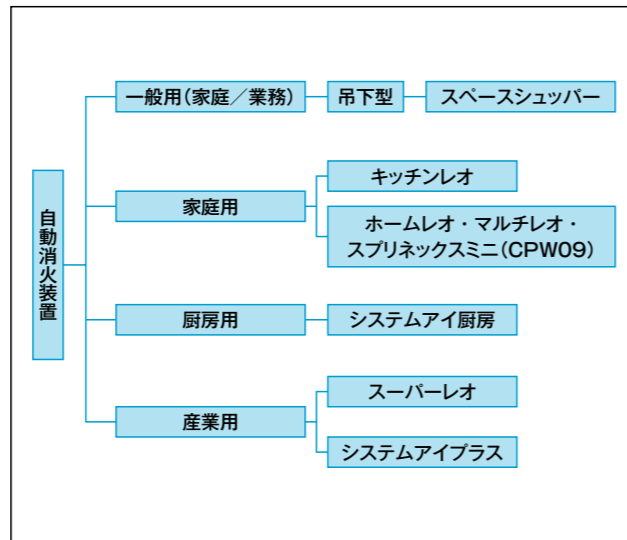 自動消火装置
一般用(家庭／業務)
吊下型
スペースシュッパー
家庭用
キッチンレオ
ホームレオ・マルチレオ・
スプリネックスミニ(CPW09)
厨房用
システムアイ厨房
産業用
スーパーレオ
システムアイプラス